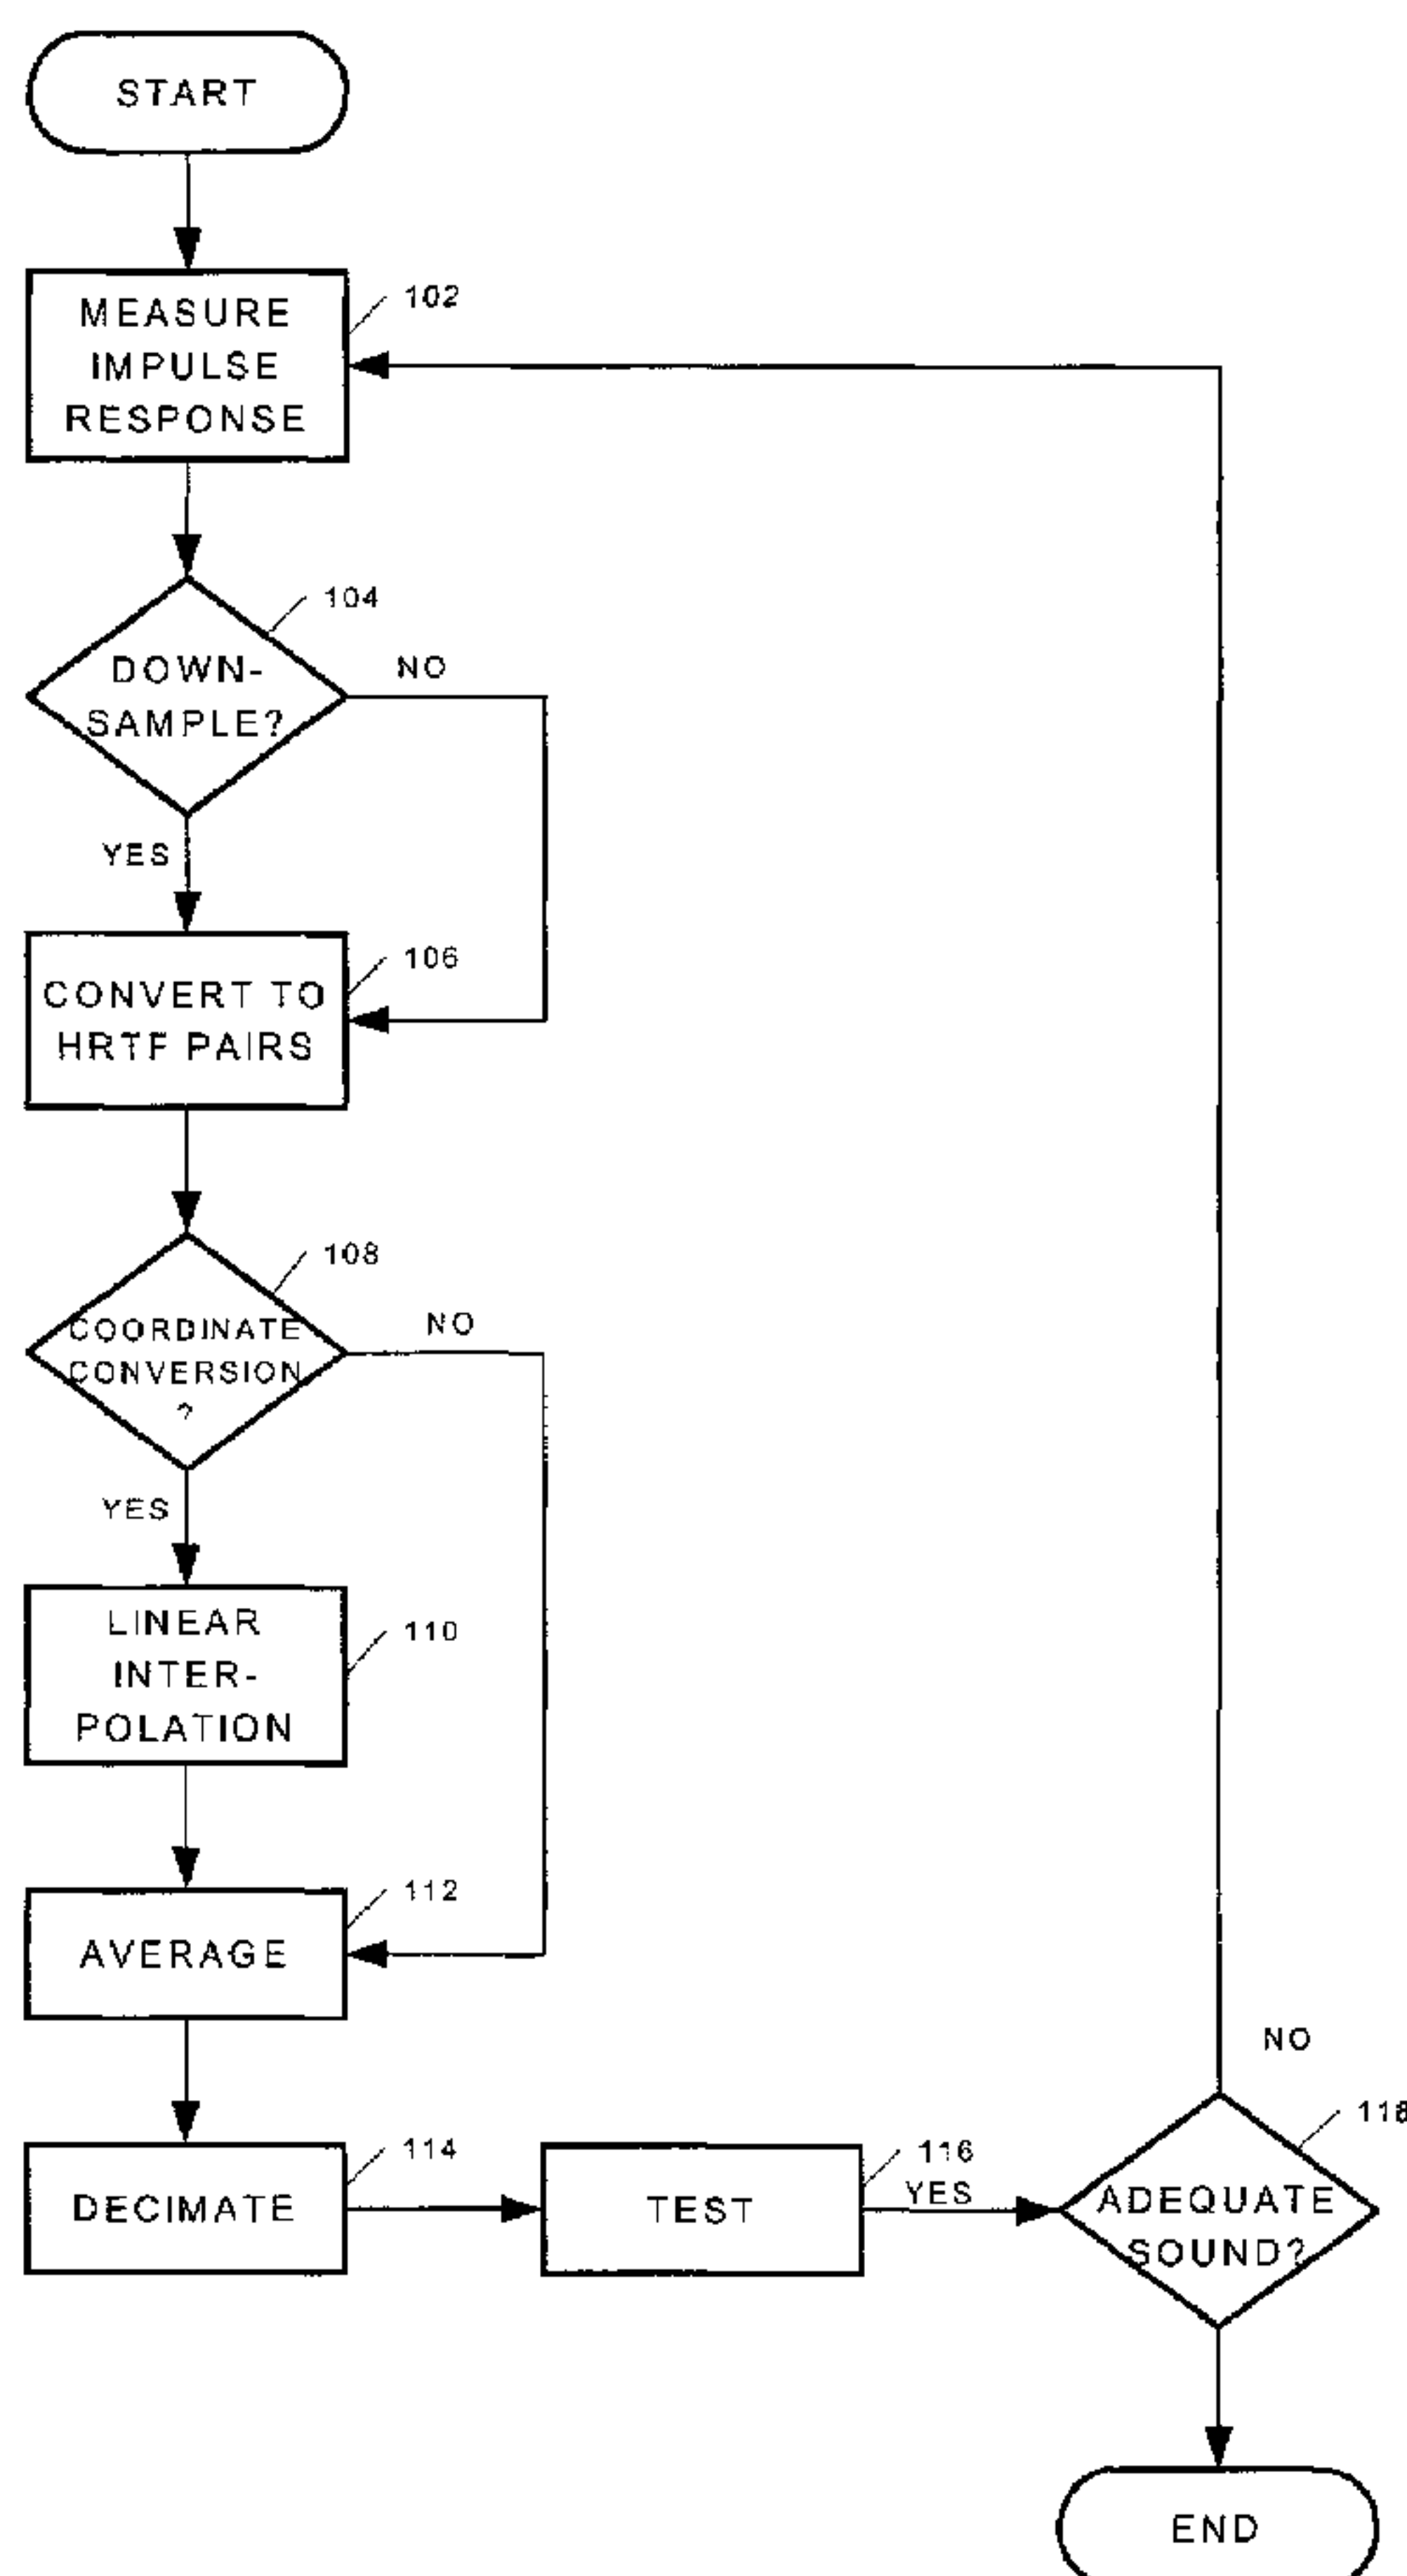 START
MEASURE
IMPULSE
RESPONSE
102
DOWN-
SAMPLE?
104
NO
YES
CONVERT TO
HRTF PAIRS
106
COORDINATE
CONVERSION
?
108
NO
YES
LINEAR
INTER-
POLATION
110
AVERAGE
112
DECIMATE
114
TEST
116
YES
ADEQUATE
SOUND?
118
NO
END